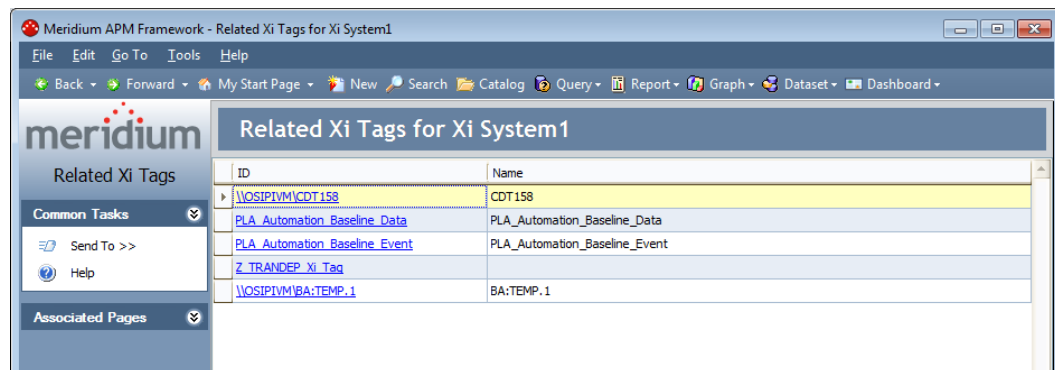 Meridium APM Framework - Related Xi Tags for Xi System1
File Edit Go To Tools Help
Back Forward My Start Page New Search Catalog Query Report Graph Dataset Dashboard
meridium
Related Xi Tags for Xi System1
Related Xi Tags
Common Tasks
Send To >>
Help
Associated Pages
ID Name
\\OSIPIVM\CDT158 CDT158
PLA_Automation_Baseline_Data PLA_Automation_Baseline_Data
PLA_Automation_Baseline_Event PLA_Automation_Baseline_Event
Z_TRANDEP_Xi_Tag
\\OSIPIVM\BA:TEMP.1 BA:TEMP.1